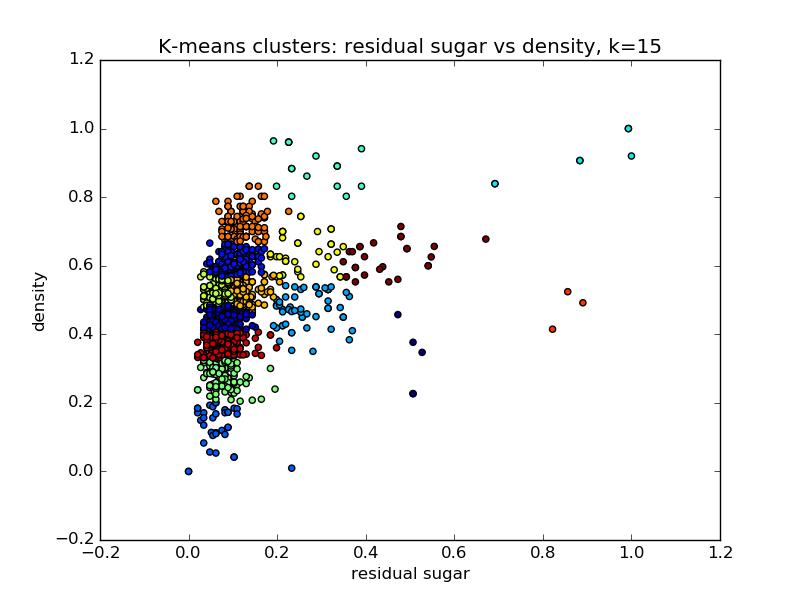 K-means clusters: residual sugar vs density, k=15
1.2
1.0
0.8
0.6
0.4
0.2
0.0
−0.2
density
−0.2 0.0 0.2 0.4 0.6 0.8 1.0 1.2
residual sugar